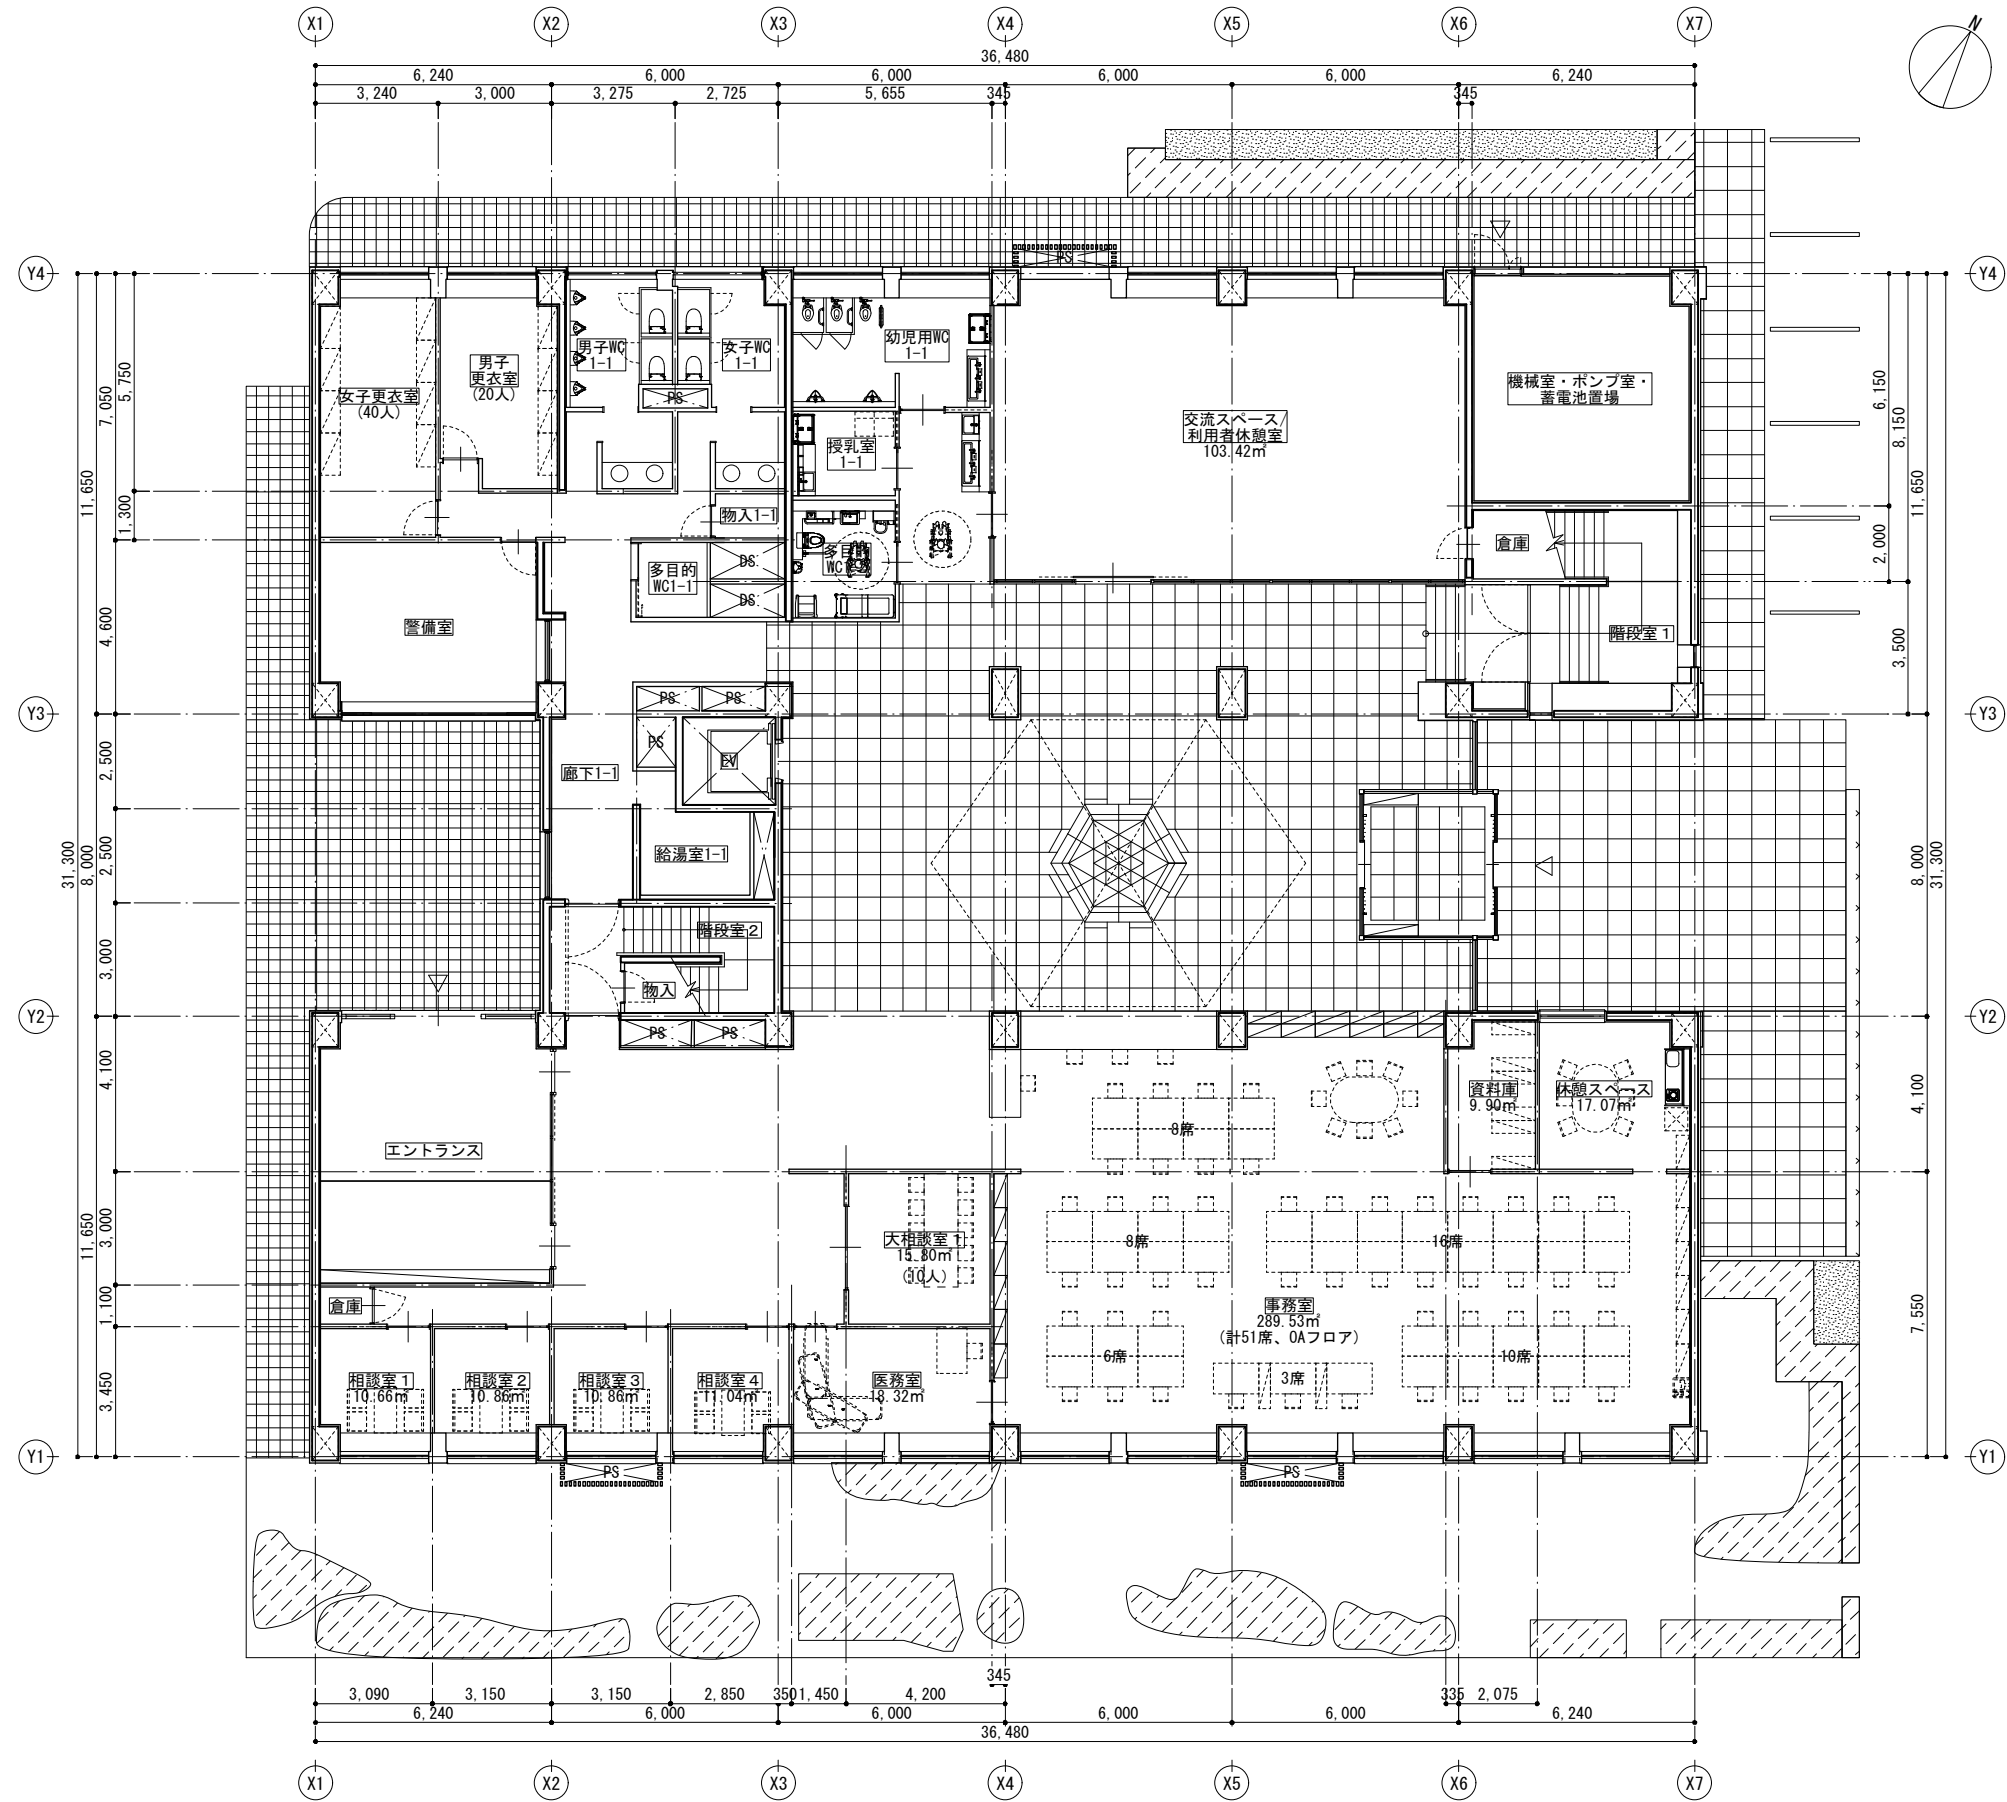 X1 X2 X3 X4 X5 X6 X7
N
36,480
6,240 6,000 6,000 6,000 6,000 6,240
3,240 3,000 3,275 2,725 5,655 345 345
Y4 Y4
PS
男子WC
1-1
女子WC
1-1
幼児用WC
1-1
男子
更衣室
(20人)
女子更衣室
(40人)
PS
機械室・ポンプ室・
蓄電池置場
交流スペース/
利用者休憩室
103.42㎡
授乳室
1-1
5,750
7,050
11,650
1,300
6,150
8,150
11,650
2,000
物入1-1
倉庫
DS
多目的
WC1-1
DS
多目
WC1-2
警備室
階段室1
4,600
3,500
PS PS
Y3 Y3
PS
EV
廊下1-1
給湯室1-1
2,500
2,500
8,000
31,300
3,000
8,000
31,300
階段室2
物入
Y2 Y2
PS PS
4,100
4,100
資料庫
9.90㎡
休憩スペース
17.07㎡
8席
エントランス
大相談室1
15.80㎡
(10人)
8席
16席
3,000
11,650
1,100
7,550
倉庫
事務室
289.53㎡
(計51席、OAフロア)
6席
10席
3席
相談室1
10.66㎡
相談室2
10.86㎡
相談室3
10.86㎡
相談室4
11.04㎡
医務室
18.32㎡
3,450
Y1 Y1
PS PS
345
3,090 3,150 3,150 2,850 350 1,450 4,200 335 2,075
6,240 6,000 6,000 6,000 6,000 6,240
36,480
X1 X2 X3 X4 X5 X6 X7